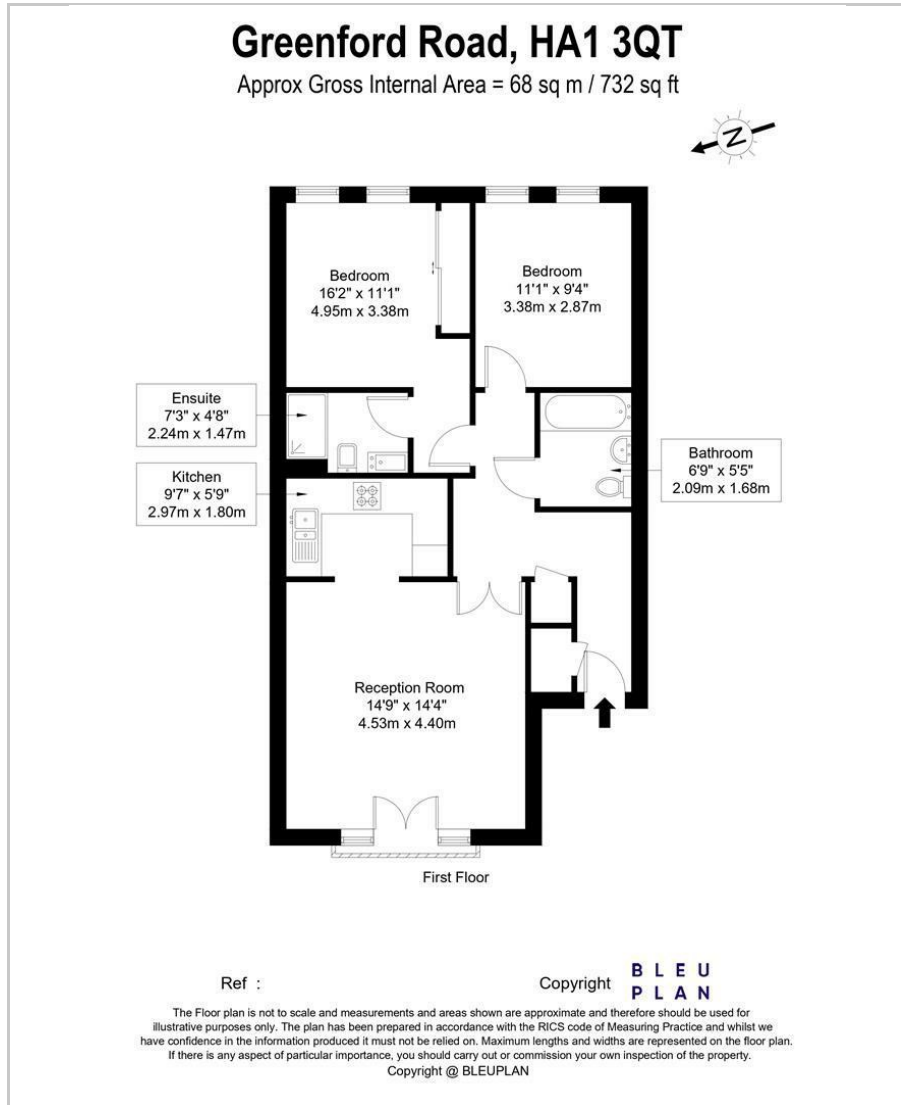 Greenford Road, HA1 3QT
Approx Gross Internal Area = 68 sq m / 732 sq ft
N
Bedroom
16'2" x 11'1"
4.95m x 3.38m
Bedroom
11'1" x 9'4"
3.38m x 2.87m
Ensuite
7'3" x 4'8"
2.24m x 1.47m
Kitchen
9'7" x 5'9"
2.97m x 1.80m
Bathroom
6'9" x 5'5"
2.09m x 1.68m
Reception Room
14'9" x 14'4"
4.53m x 4.40m
First Floor
Ref :
Copyright
BLEU
PLAN
The Floor plan is not to scale and measurements and areas shown are approximate and therefore should be used for
illustrative purposes only. The plan has been prepared in accordance with the RICS code of Measuring Practice and whilst we
have confidence in the information produced it must not be relied on. Maximum lengths and widths are represented on the floor plan.
If there is any aspect of particular importance, you should carry out or commission your own inspection of the property.
Copyright @ BLEUPLAN